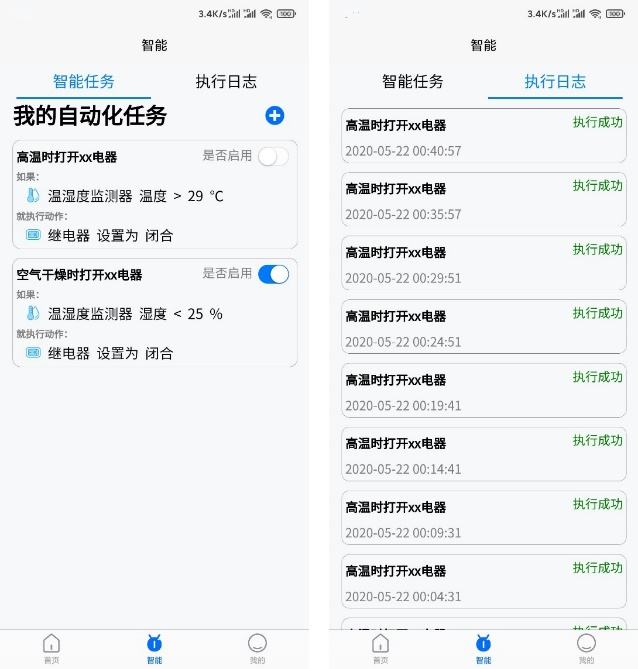 3.4K/s
100
智能
智能任务
执行日志
我的自动化任务
高温时打开xx电器
是否启用
如果:
温湿度监测器 温度 > 29 ℃
就执行动作:
继电器 设置为 闭合
空气干燥时打开xx电器
是否启用
如果:
温湿度监测器 湿度 < 25 %
就执行动作:
继电器 设置为 闭合
首页
智能
我的
3.4K/s
100
智能
智能任务
执行日志
高温时打开xx电器
执行成功
2020-05-22 00:40:57
高温时打开xx电器
执行成功
2020-05-22 00:35:57
高温时打开xx电器
执行成功
2020-05-22 00:29:51
高温时打开xx电器
执行成功
2020-05-22 00:24:51
高温时打开xx电器
执行成功
2020-05-22 00:19:41
高温时打开xx电器
执行成功
2020-05-22 00:14:41
高温时打开xx电器
执行成功
2020-05-22 00:09:31
高温时打开xx电器
执行成功
2020-05-22 00:04:31
首页
智能
我的